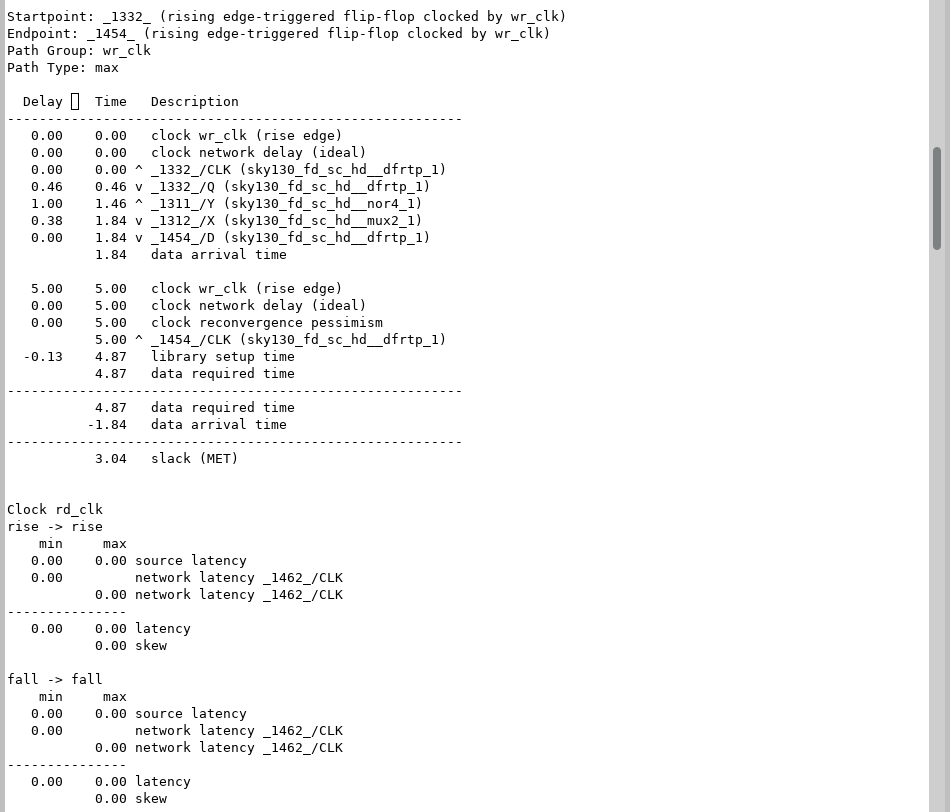 Startpoint: _1332_ (rising edge-triggered flip-flop clocked by wr_clk)
Endpoint: _1454_ (rising edge-triggered flip-flop clocked by wr_clk)
Path Group: wr_clk
Path Type: max

  Delay    Time   Description
---------------------------------------------------------
   0.00    0.00   clock wr_clk (rise edge)
   0.00    0.00   clock network delay (ideal)
   0.00    0.00 ^ _1332_/CLK (sky130_fd_sc_hd__dfrtp_1)
   0.46    0.46 v _1332_/Q (sky130_fd_sc_hd__dfrtp_1)
   1.00    1.46 ^ _1311_/Y (sky130_fd_sc_hd__nor4_1)
   0.38    1.84 v _1312_/X (sky130_fd_sc_hd__mux2_1)
   0.00    1.84 v _1454_/D (sky130_fd_sc_hd__dfrtp_1)
           1.84   data arrival time

   5.00    5.00   clock wr_clk (rise edge)
   0.00    5.00   clock network delay (ideal)
   0.00    5.00   clock reconvergence pessimism
           5.00 ^ _1454_/CLK (sky130_fd_sc_hd__dfrtp_1)
  -0.13    4.87   library setup time
           4.87   data required time
---------------------------------------------------------
           4.87   data required time
          -1.84   data arrival time
---------------------------------------------------------
           3.04   slack (MET)


Clock rd_clk
rise -> rise
    min     max
   0.00    0.00 source latency
   0.00         network latency _1462_/CLK
           0.00 network latency _1462_/CLK
---------------
   0.00    0.00 latency
           0.00 skew

fall -> fall
    min     max
   0.00    0.00 source latency
   0.00         network latency _1462_/CLK
           0.00 network latency _1462_/CLK
---------------
   0.00    0.00 latency
           0.00 skew